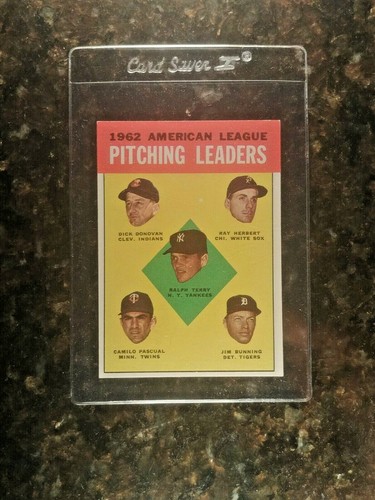 Card Saver I®
1962 AMERICAN LEAGUE
PITCHING LEADERS
DICK DONOVAN
CLEV. INDIANS
RAY HERBERT
CHI. WHITE SOX
NY
RALPH TERRY
N. Y. YANKEES
CAMILO PASCUAL
MINN. TWINS
D
JIM BUNNING
DET. TIGERS